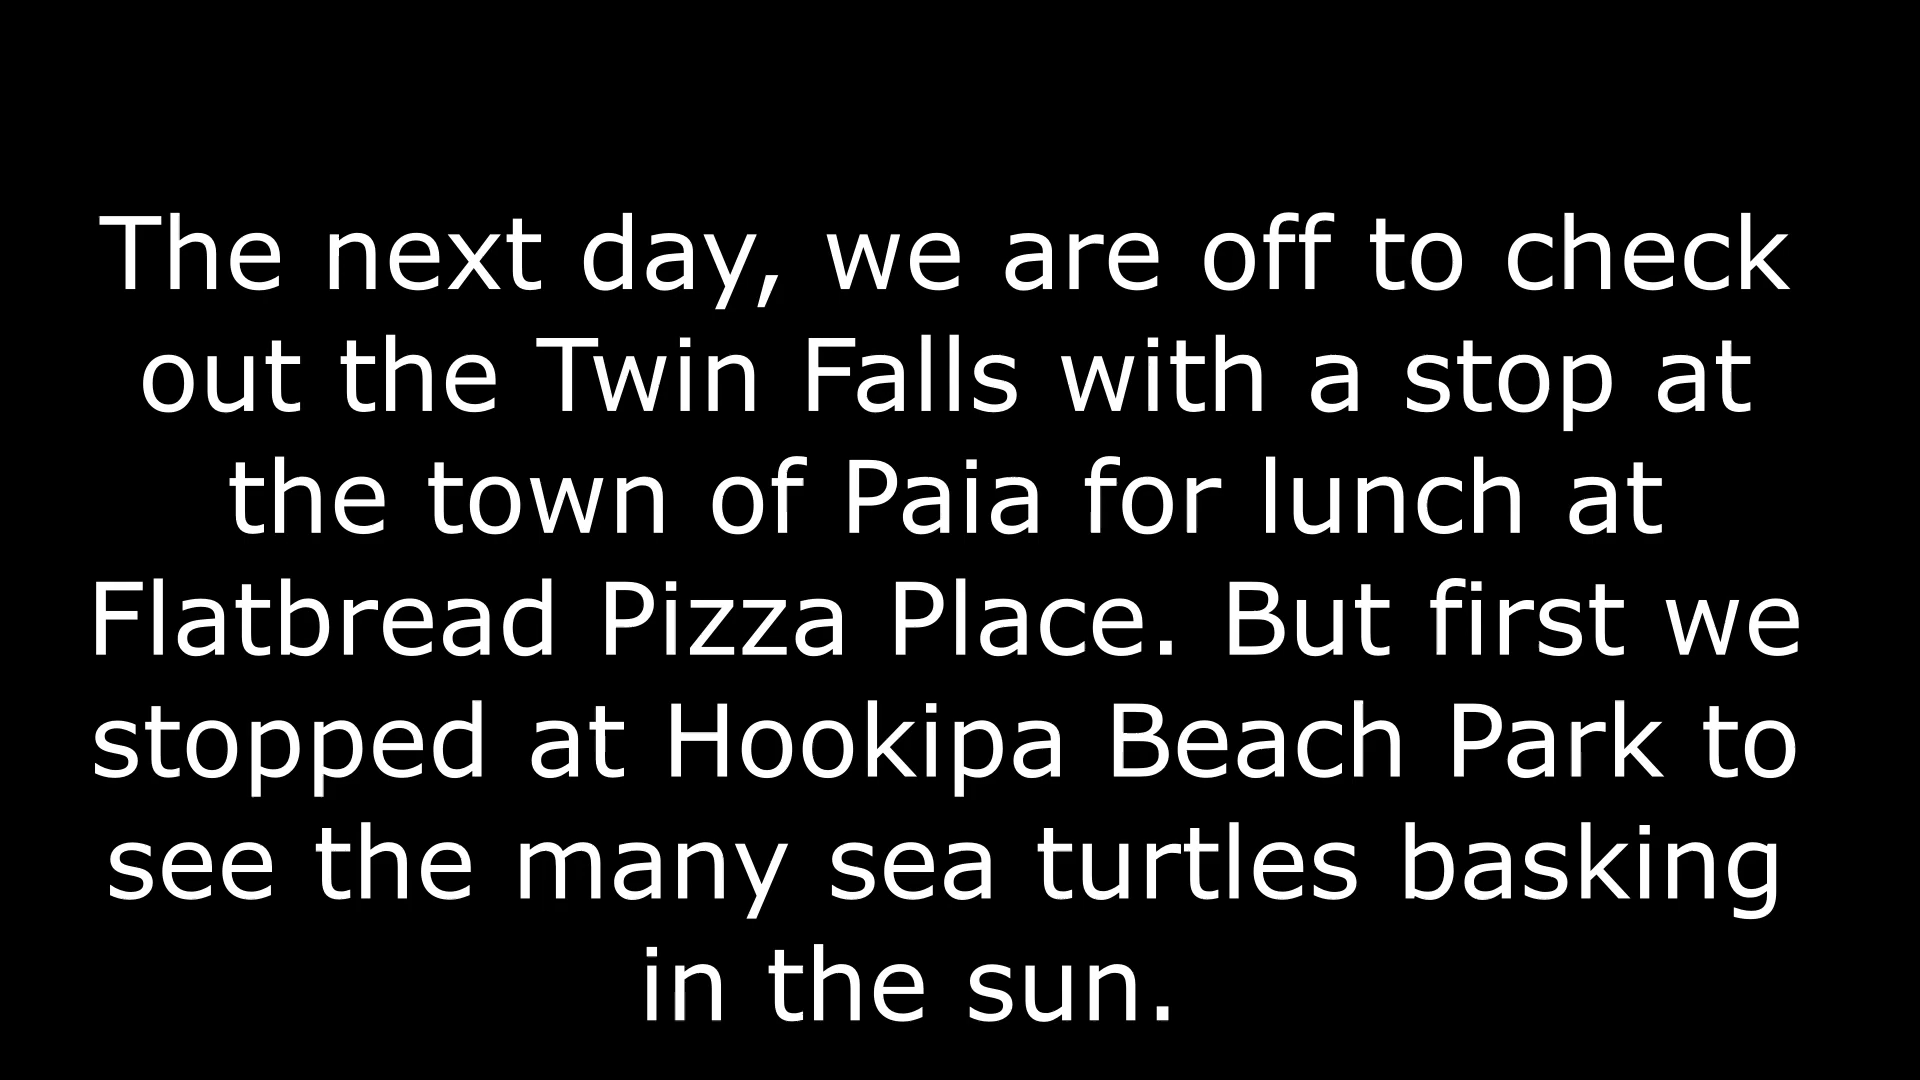 The next day, we are off to check
out the Twin Falls with a stop at
the town of Paia for lunch at
Flatbread Pizza Place. But first we
stopped at Hookipa Beach Park to
see the many sea turtles basking
in the sun.